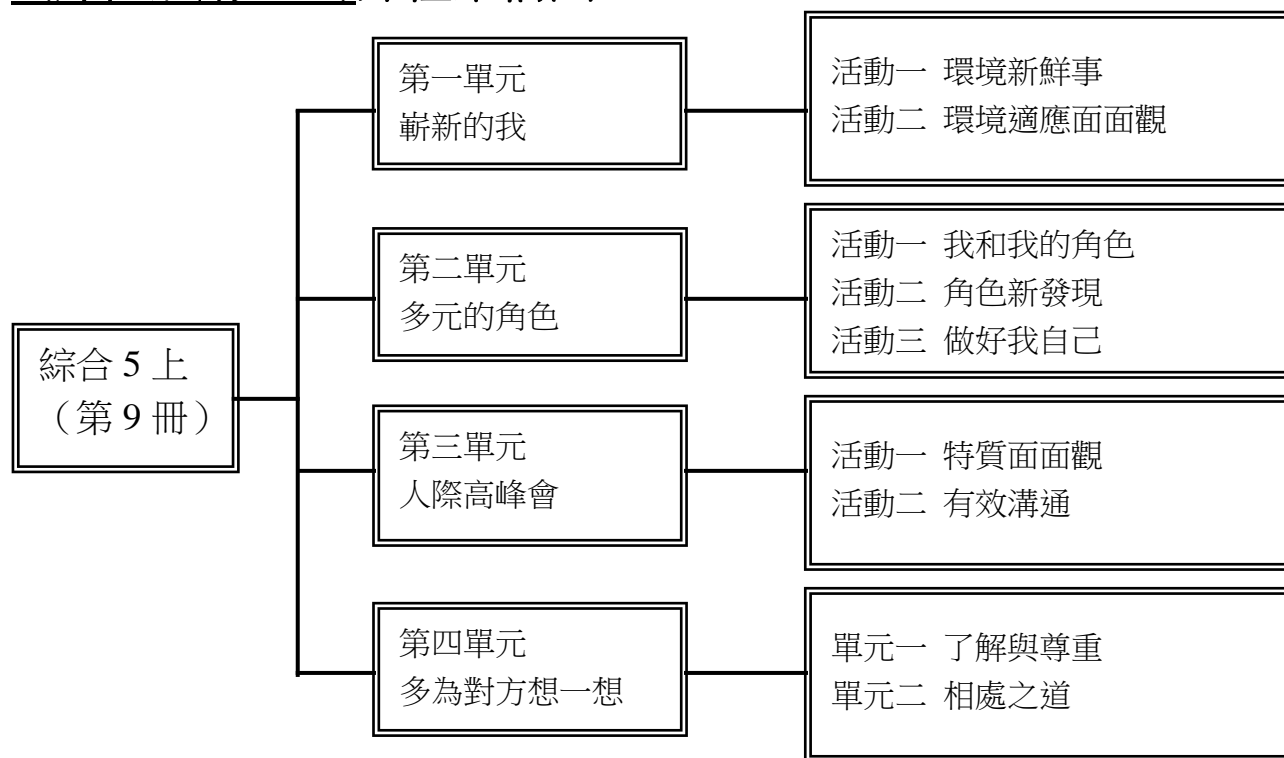 綜合 5 上
（第 9 冊）
第一單元
嶄新的我
活動一 環境新鮮事
活動二 環境適應面面觀
第二單元
多元的角色
活動一 我和我的角色
活動二 角色新發現
活動三 做好我自己
第三單元
人際高峰會
活動一 特質面面觀
活動二 有效溝通
第四單元
多為對方想一想
單元一 了解與尊重
單元二 相處之道